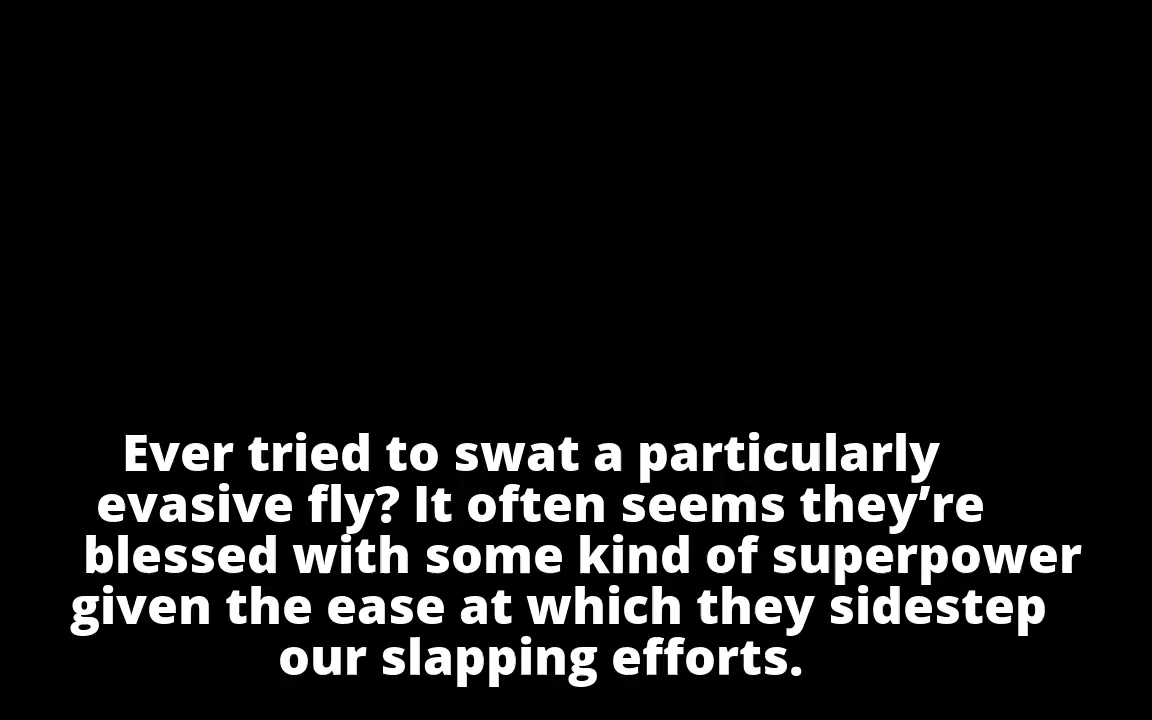 Ever tried to swat a particularly
evasive fly? It often seems they’re
blessed with some kind of superpower
given the ease at which they sidestep
our slapping efforts.